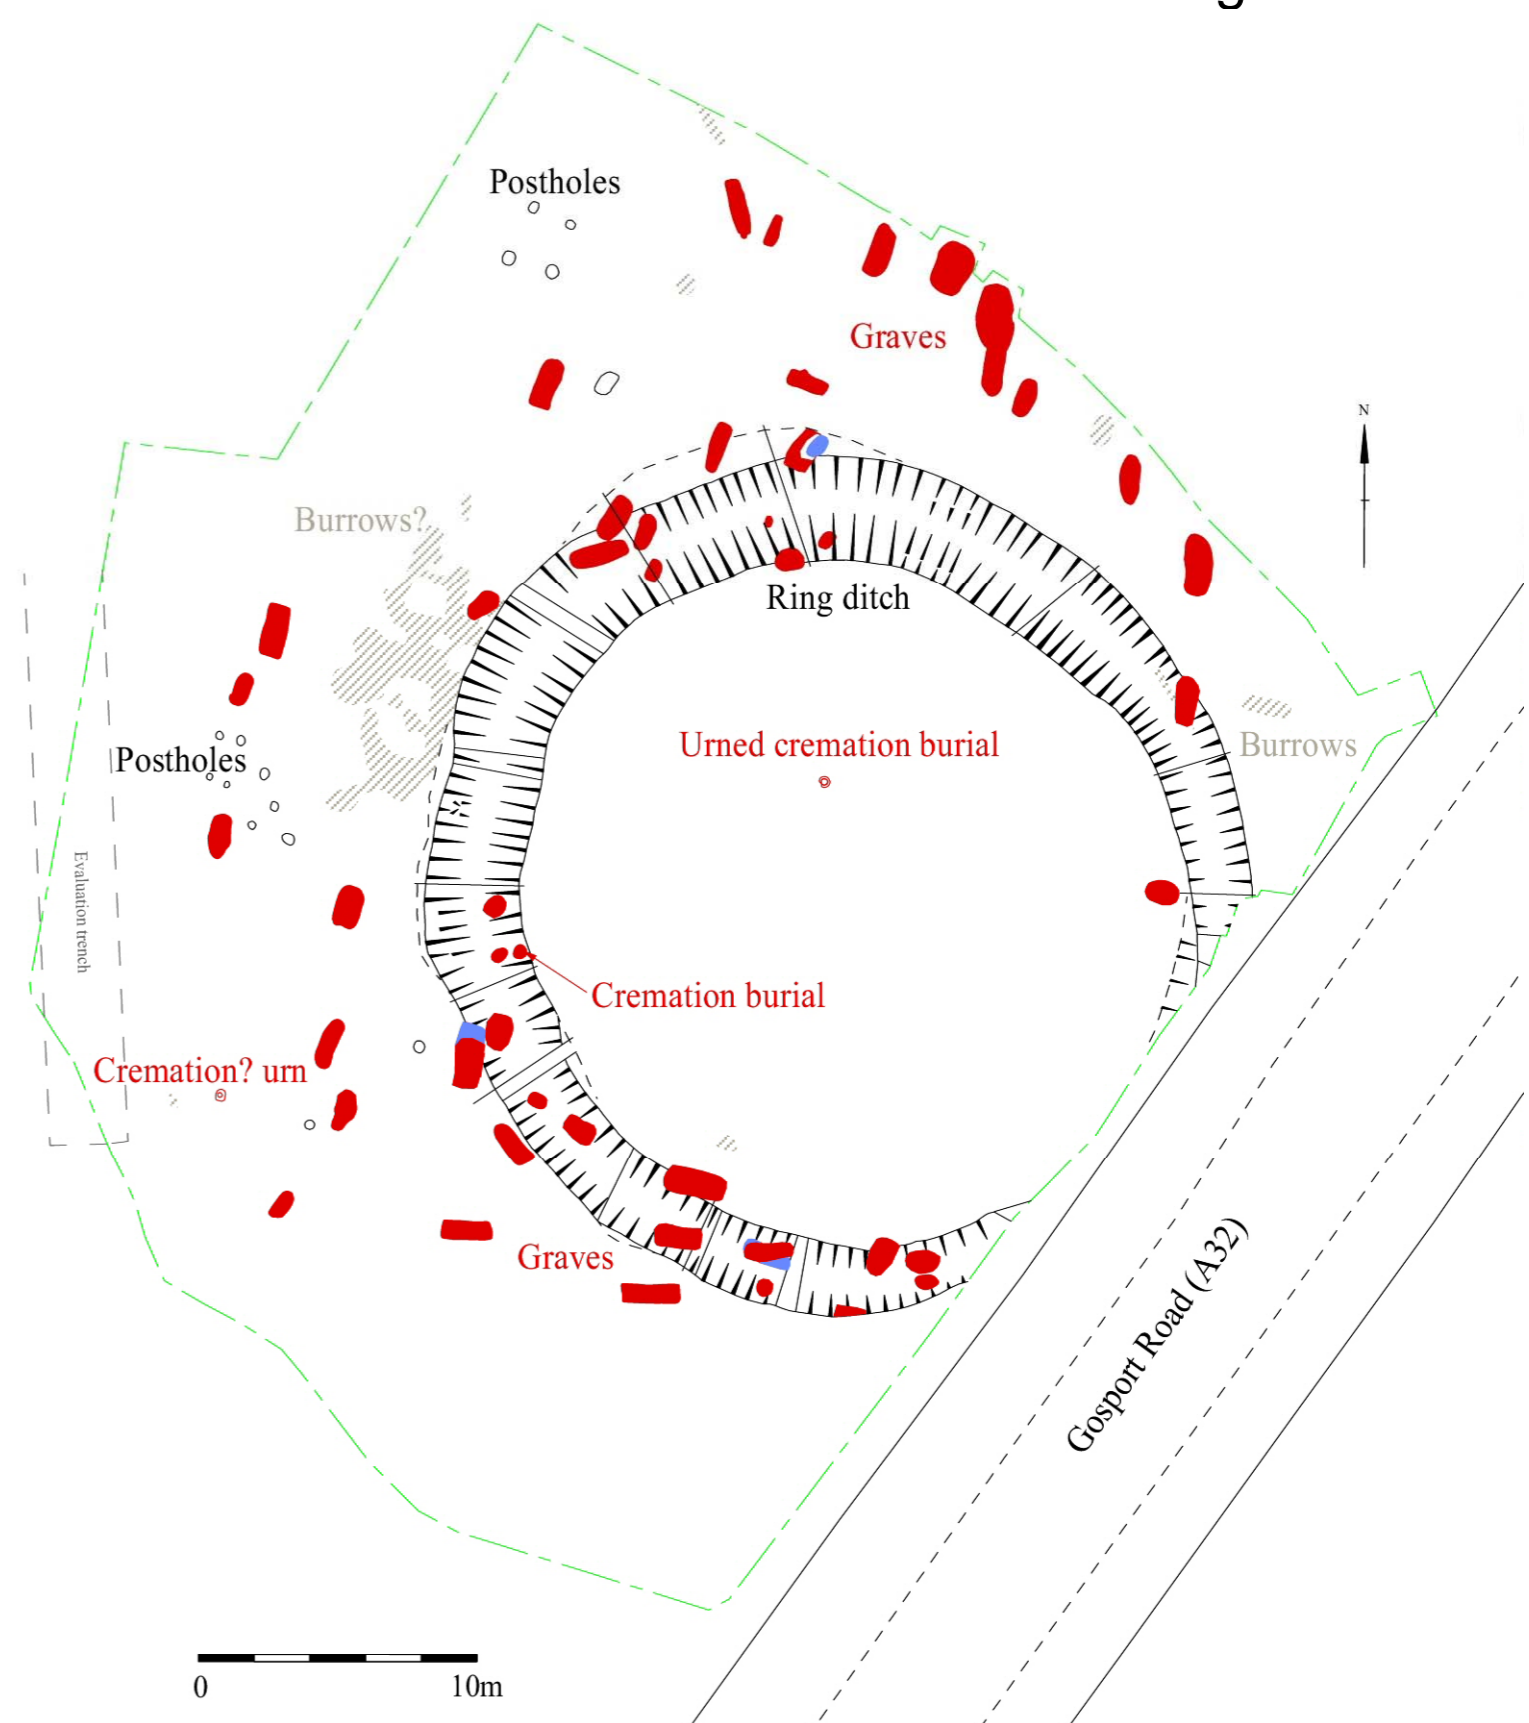 Postholes
Graves
N
Burrows?
Ring ditch
Urned cremation burial
Burrows
Postholes
Evaluation trench
Cremation burial
Cremation? urn
Graves
Gosport Road (A32)
0 10m